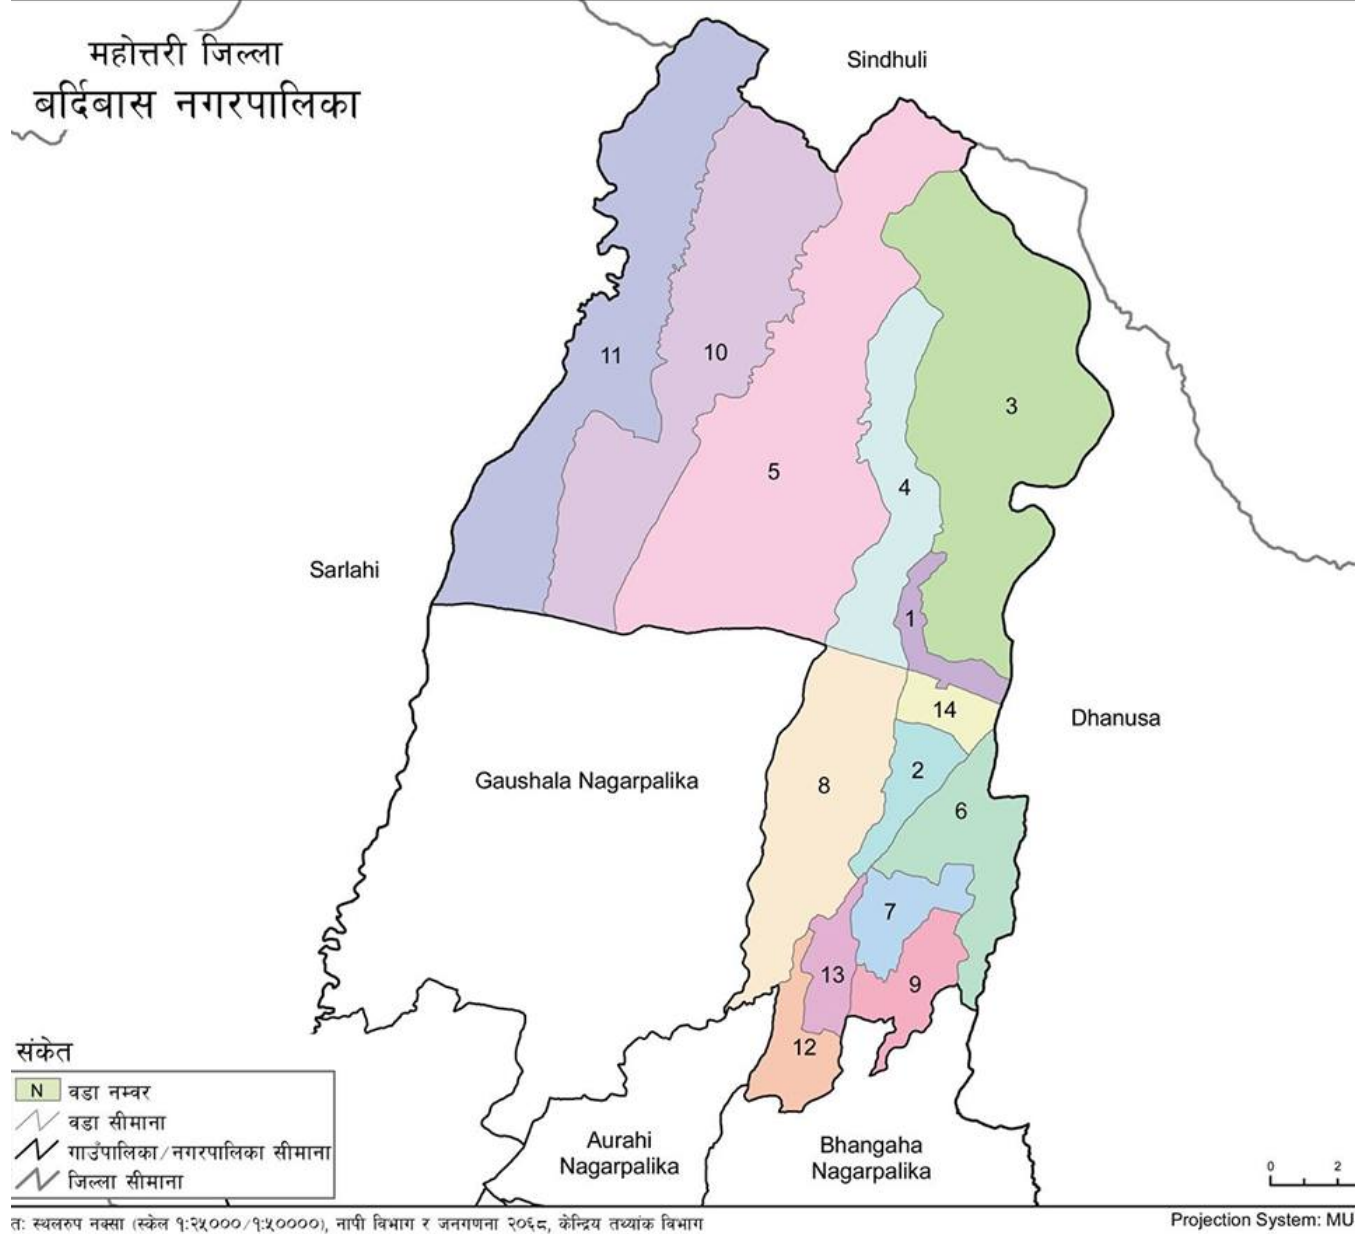 महोत्तरी जिल्ला
बर्दिबास नगरपालिका
Sindhuli
11
10
3
5
4
Sarlahi
1
14
Dhanusa
Gaushala Nagarpalika
8
2
6
7
13
9
12
संकेत
N वडा नम्वर
वडा सीमाना
गाउँपालिका/नगरपालिका सीमाना
जिल्ला सीमाना
Aurahi
Nagarpalika
Bhangaha
Nagarpalika
0 2
तः स्थलरुप नक्सा (स्केल १:२५०००/१:५००००), नापी विभाग र जनगणना २०६८, केन्द्रिय तथ्यांक विभाग
Projection System: MU